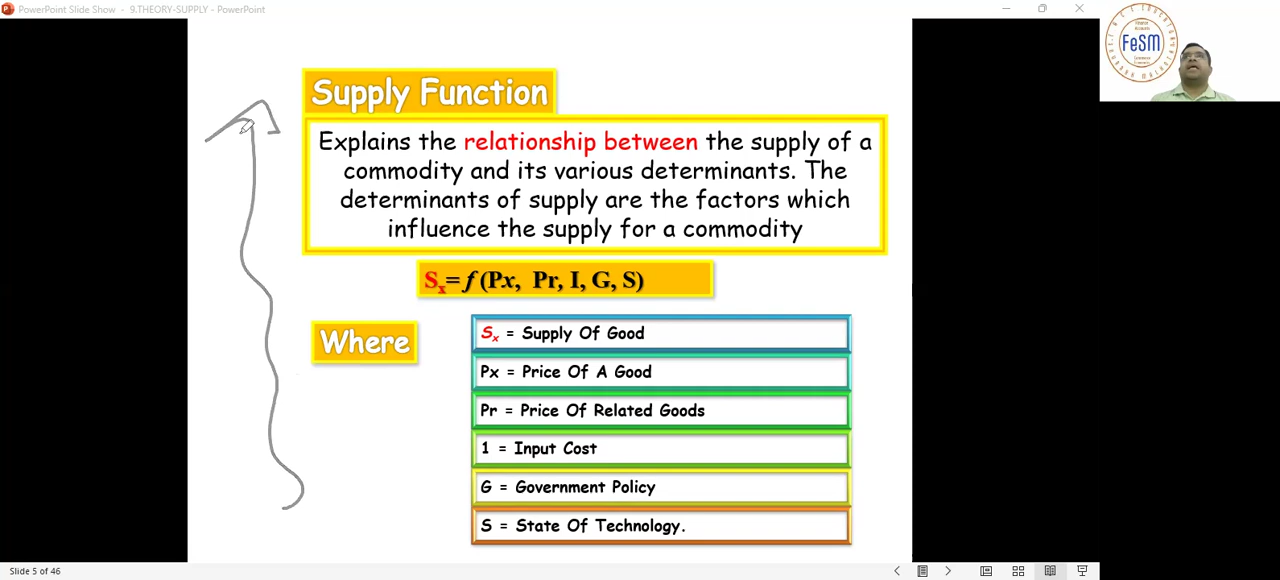 PowerPoint Slide Show - 9.THEORY-SUPPLY - PowerPoint
FeSM
Supply Function
Explains the relationship between the supply of a
commodity and its various determinants. The
determinants of supply are the factors which
influence the supply for a commodity
Sx= f (Px, Pr, I, G, S)
Where
Sx = Supply Of Good
Px = Price Of A Good
Pr = Price Of Related Goods
1 = Input Cost
G = Government Policy
S = State Of Technology.
Slide 5 of 46